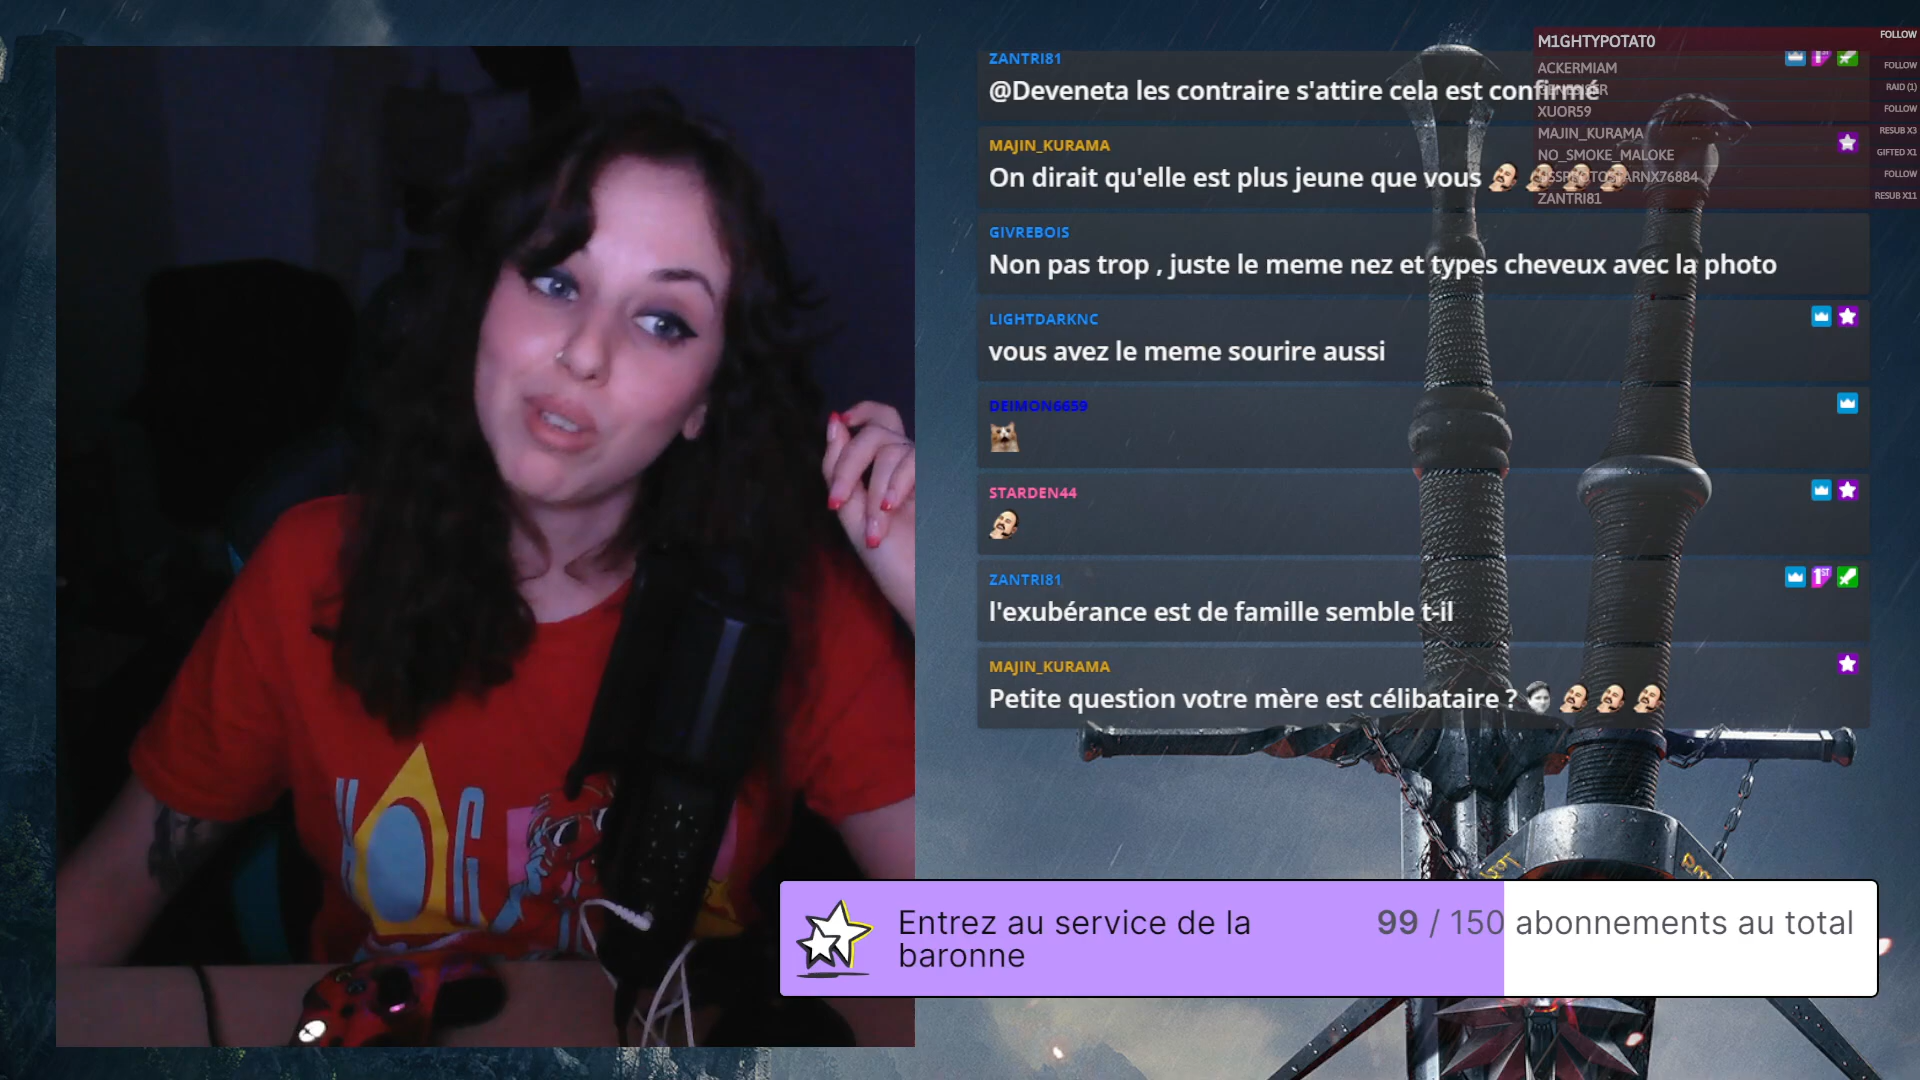 M1GHTYPOTAT0 FOLLOW
ACKERMIAM FOLLOW
RAID (1)
XUOR59 FOLLOW
MAJIN_KURAMA RESUB X3
NO_SMOKE_MALOKE GIFTED X1
FOLLOW
ZANTRI81 RESUB X11
ZANTRI81
@Deveneta les contraire s'attire cela est confirmé
MAJIN_KURAMA
On dirait qu'elle est plus jeune que vous
GIVREBOIS
Non pas trop , juste le meme nez et types cheveux avec la photo
LIGHTDARKNC
vous avez le meme sourire aussi
DEIMON6659
STARDEN44
ZANTRI81
1ST
l'exubérance est de famille semble t-il
MAJIN_KURAMA
Petite question votre mère est célibataire ?
Entrez au service de la
baronne
99 / 150 abonnements au total